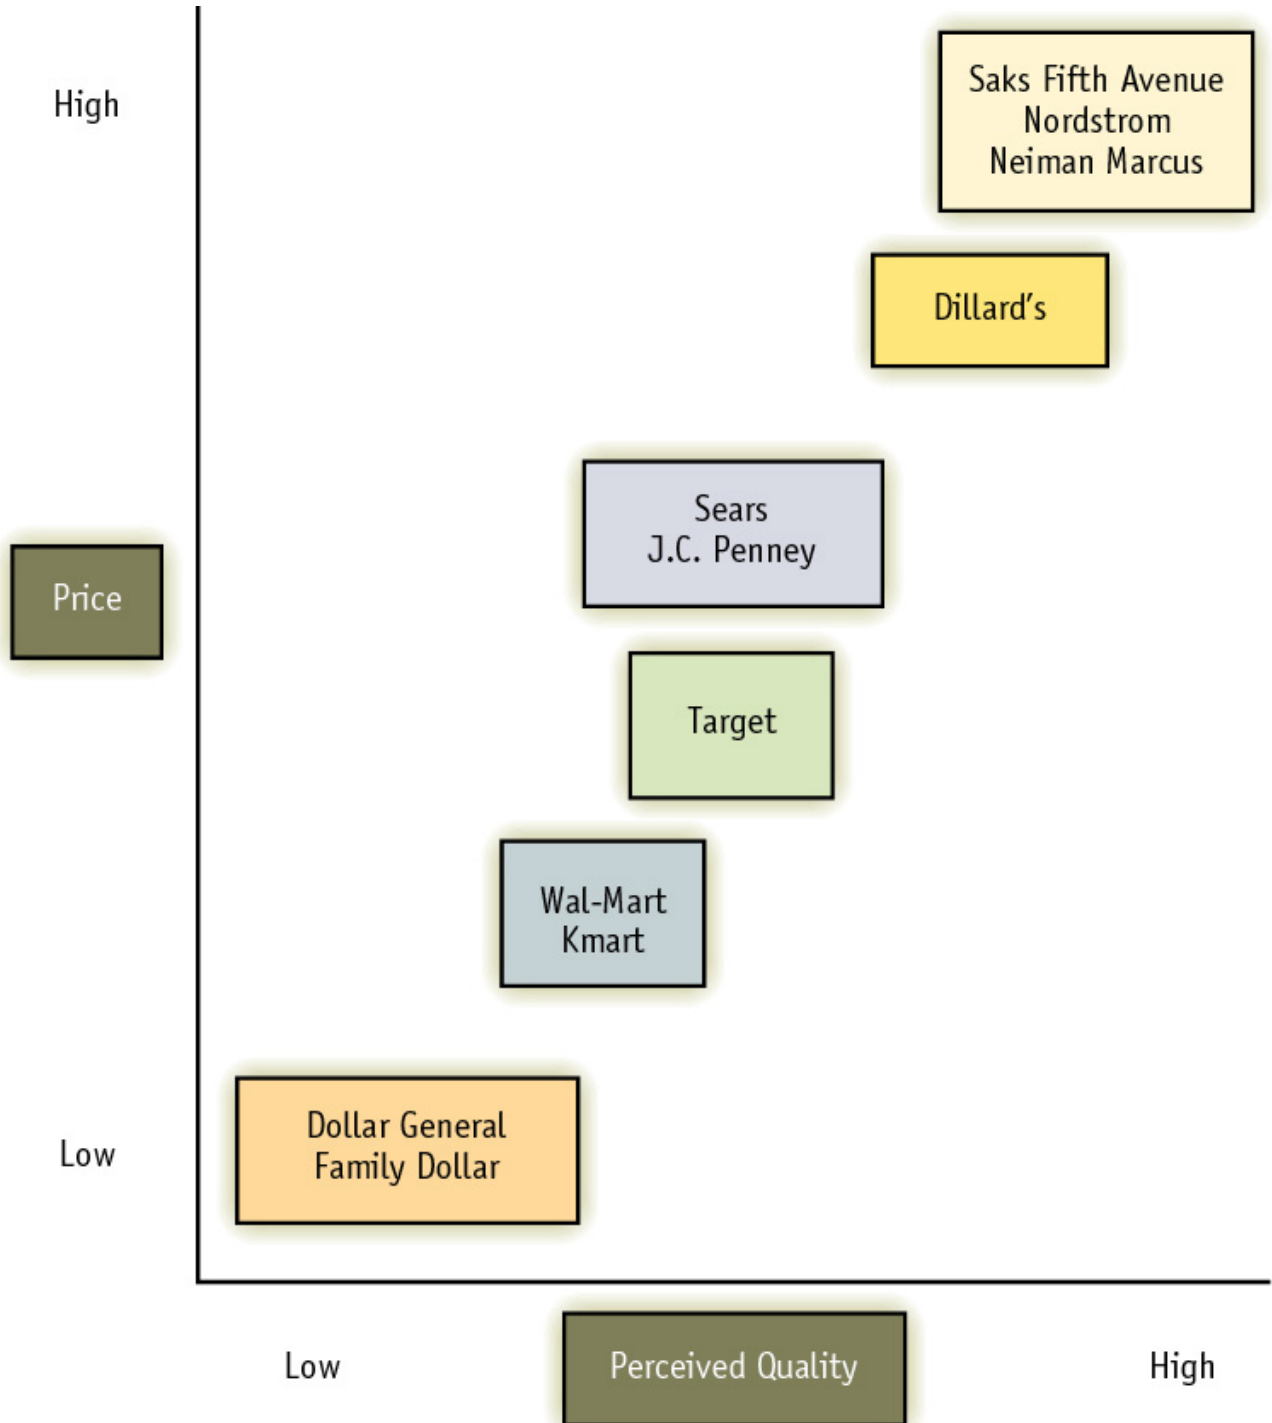 High
Saks Fifth Avenue
Nordstrom
Neiman Marcus
Dillard’s
Sears
J.C. Penney
Price
Target
Wal-Mart
Kmart
Dollar General
Family Dollar
Low
Low
Perceived Quality
High